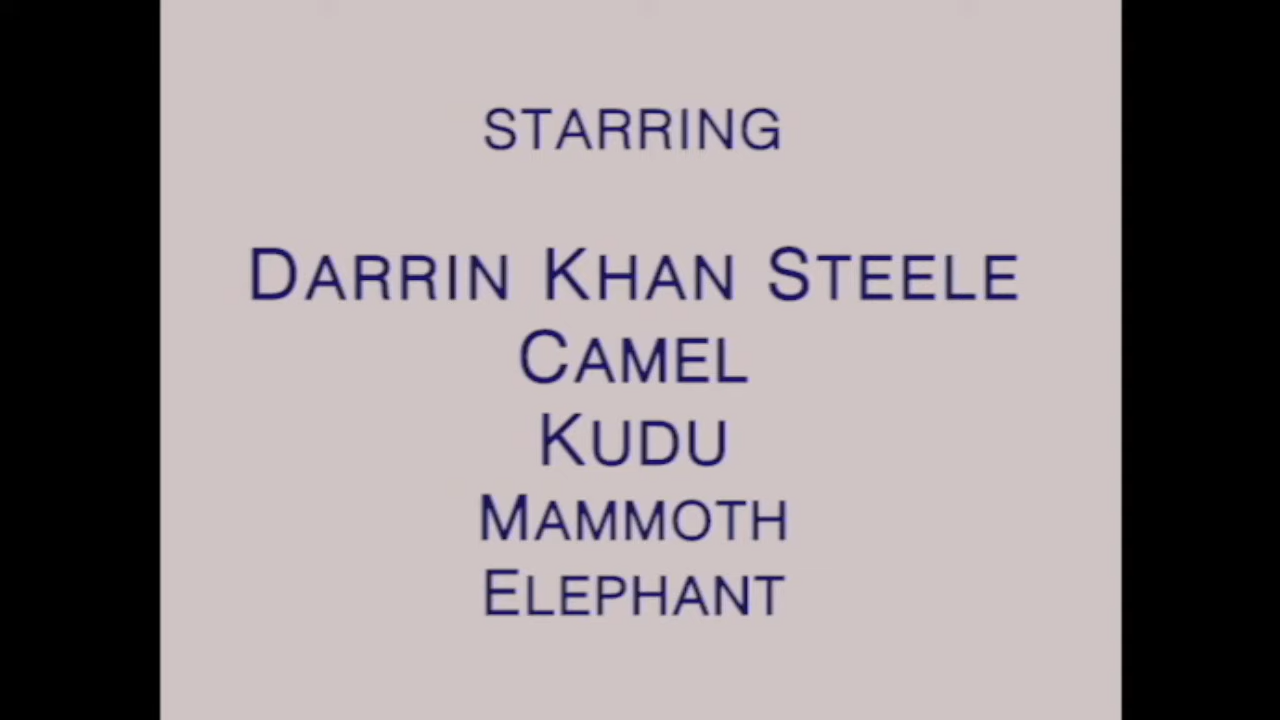 STARRING
DARRIN KHAN STEELE
CAMEL
KUDU
MAMMOTH
ELEPHANT